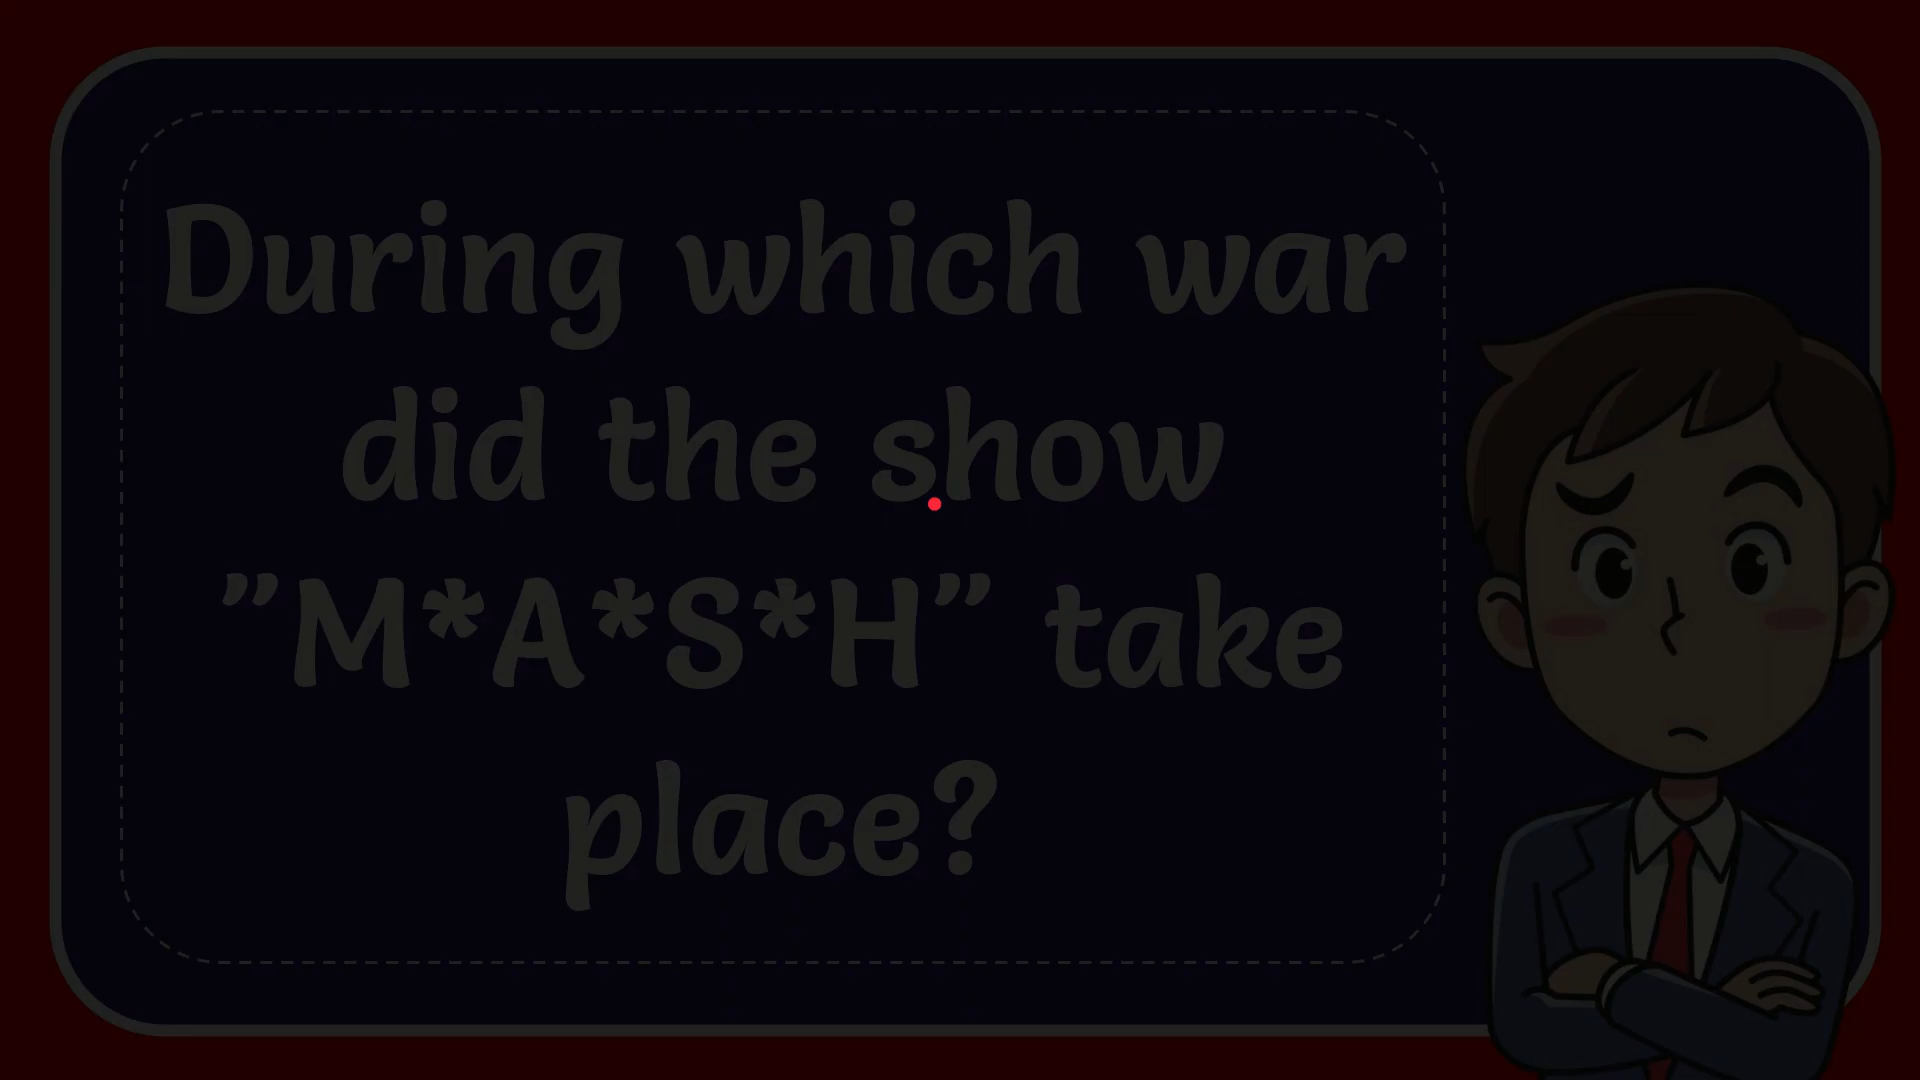 During which war
did the show
”M*A*S*H” take
place?